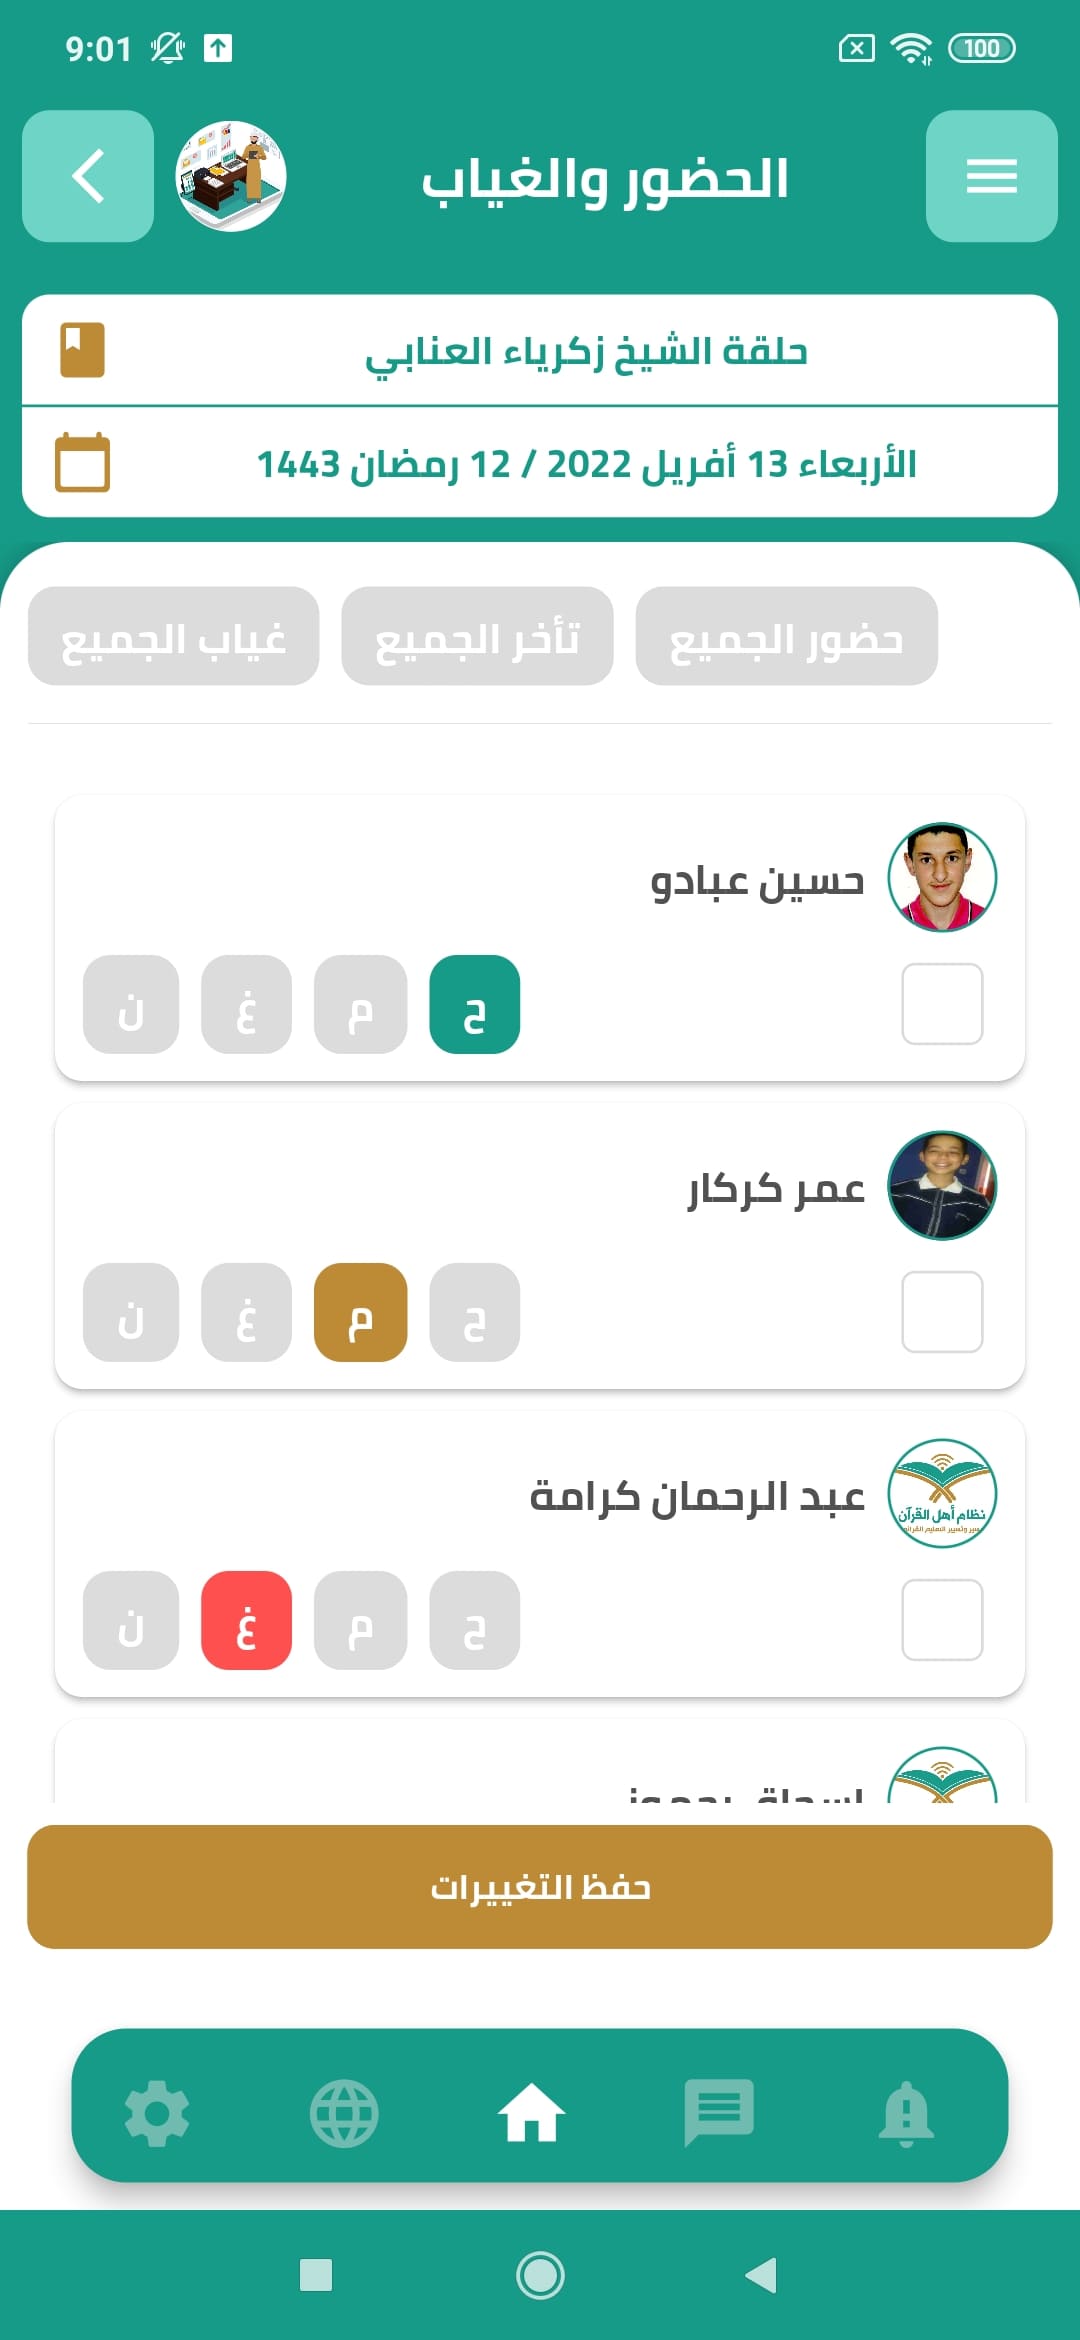 9:01
100
الحضور والغياب
حلقة الشيخ زكرياء العنابي
الأربعاء 13 أفريل 2022 / 12 رمضان 1443
حضور الجميع تأخر الجميع غياب الجميع
حسين عبادو
ح م غ ن
عمر كركار
ح م غ ن
عبد الرحمان كرامة
نظام أهل القرآن
ح م غ ن
حفظ التغييرات